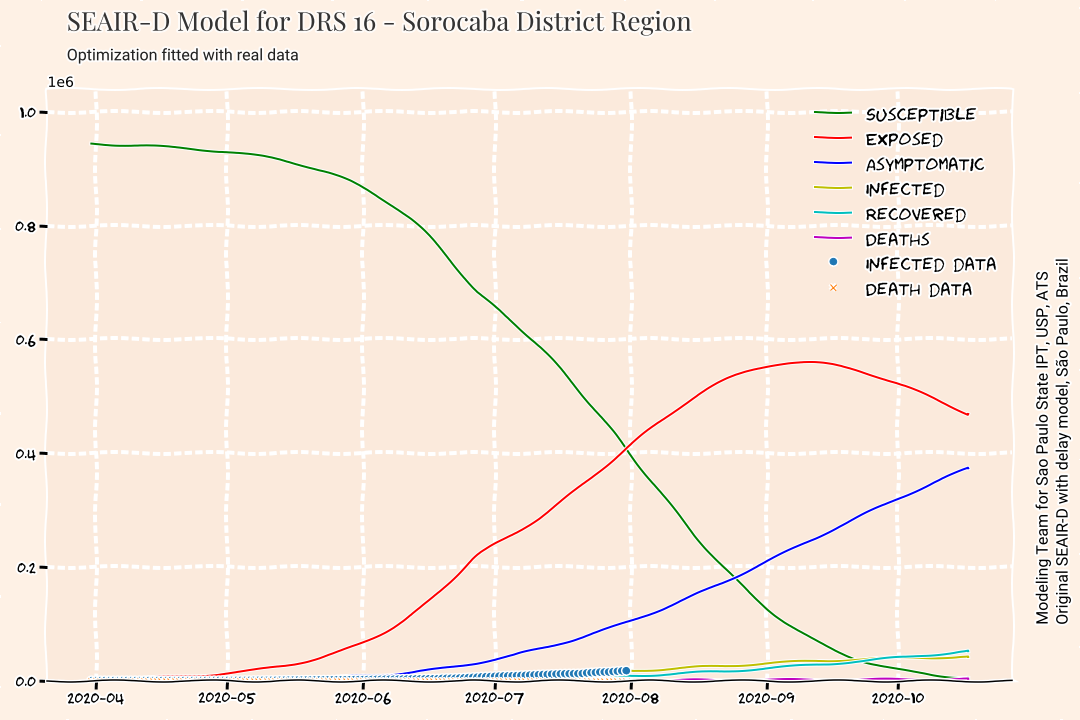 SEAIR-D Model for DRS 16 - Sorocaba District Region
Optimization fitted with real data
1e6
1.0
0.8
0.6
0.4
0.2
0.0
SUSCEPTIBLE
EXPOSED
ASYMPTOMATIC
INFECTED
RECOVERED
DEATHS
INFECTED DATA
DEATH DATA
2020-04 2020-05 2020-06 2020-07 2020-08 2020-09 2020-10
Modeling Team for Sao Paulo State IPT, USP, ATS
Original SEAIR-D with delay model, São Paulo, Brazil